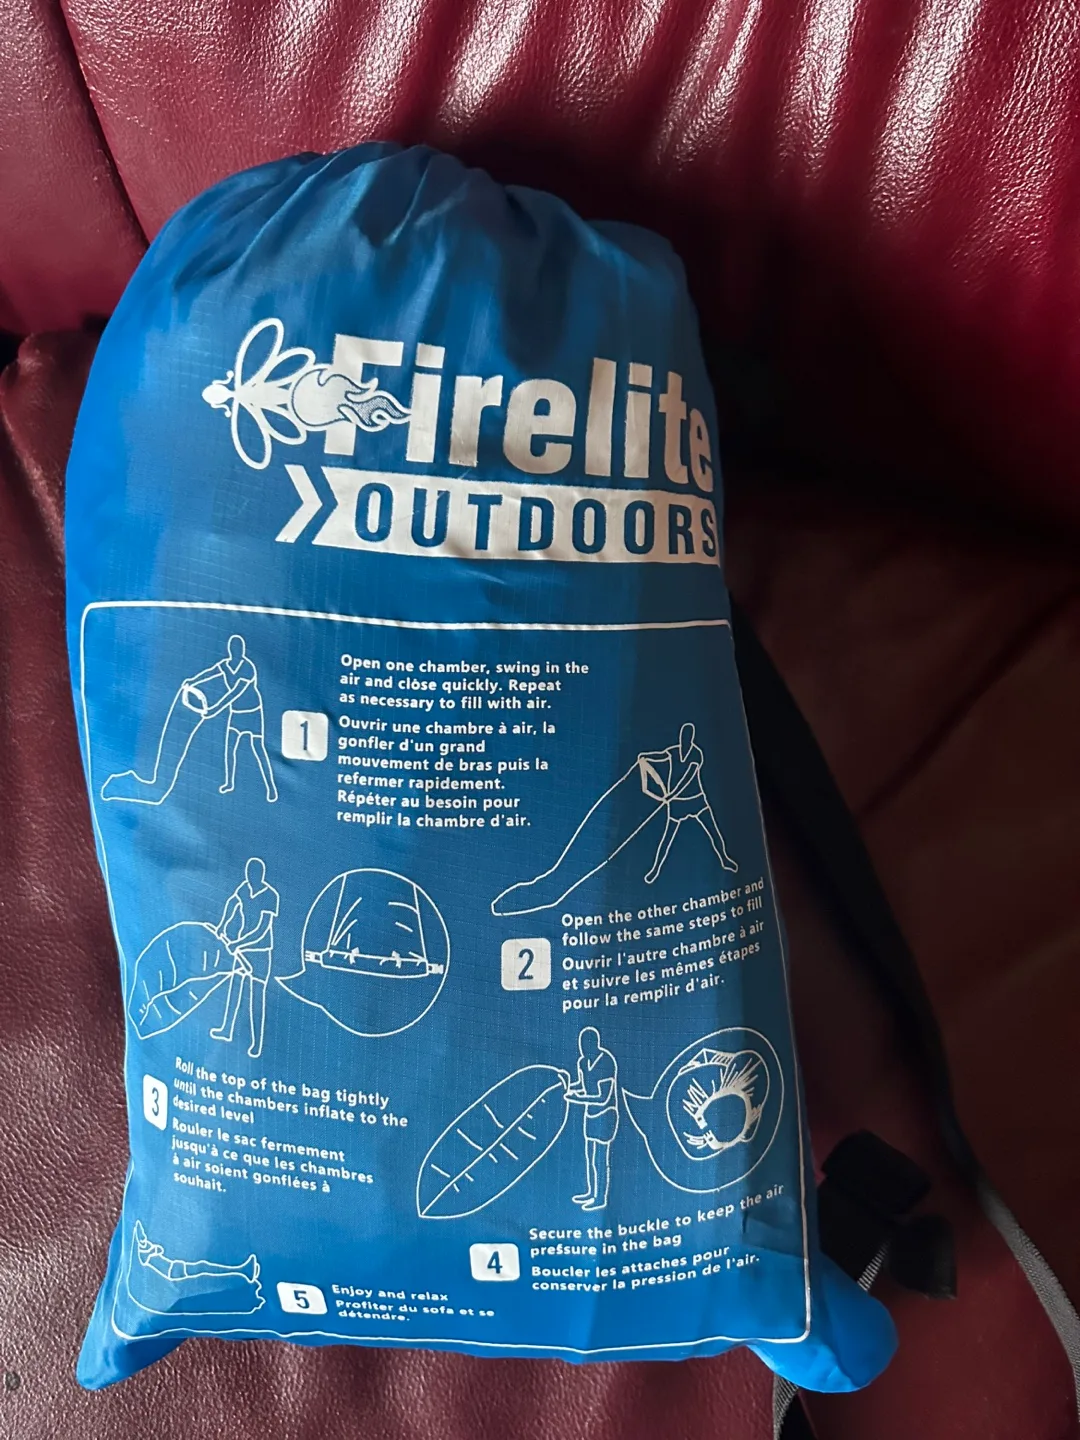 Firelite
OUTDOORS
1
Open one chamber, swing in the
air and close quickly. Repeat
as necessary to fill with air.
Ouvrir une chambre à air, la
gonfler d'un grand
mouvement de bras puis la
refermer rapidement.
Répéter au besoin pour
remplir la chambre d'air.
2
Open the other chamber and
follow the same steps to fill
Ouvrir l'autre chambre à air
et suivre les mêmes étapes
pour la remplir d'air.
3
Roll the top of the bag tightly
until the chambers inflate to the
desired level
Rouler le sac fermement
jusqu'à ce que les chambres
à air soient gonflées à
souhait.
4
Secure the buckle to keep the air
pressure in the bag
Boucler les attaches pour
conserver la pression de l'air.
5
Enjoy and relax
Profiter du sofa et se
détendre.